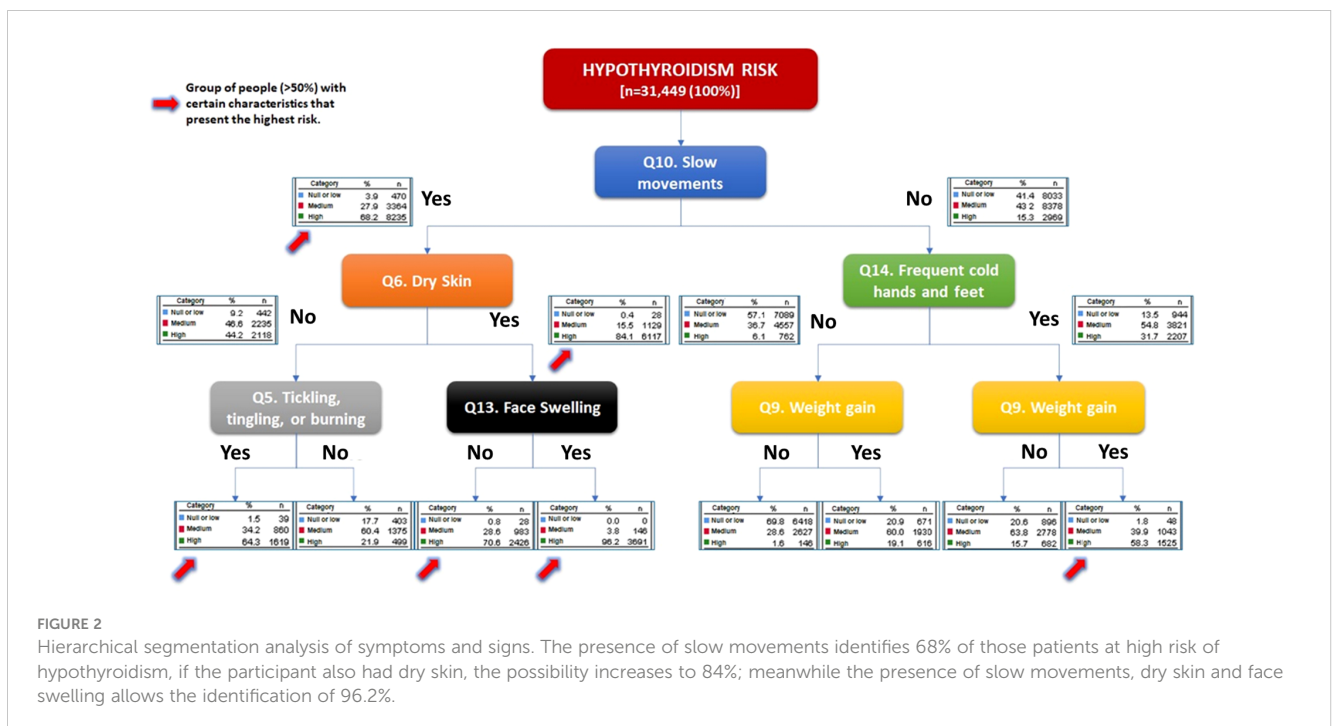 HYPOTHYROIDISM RISK
[n=31,449 (100%)]
Group of people (>50%) with
certain characteristics that
present the highest risk.
Q10. Slow
movements
Category % n
Null or low 3.9 470
Medium 27.9 3364
High 68.2 8235
Yes
No
Category % n
Null or low 41.4 8033
Medium 43 2 8378
High 15.3 2969
Q6. Dry Skin
Q14. Frequent cold
hands and feet
Category % n
Null or low 9.2 442
Medium 46.6 2235
High 44.2 2118
No
Yes
Category % n
Null or low 0.4 28
Medium 15.5 1129
High 84.1 6117
Category % n
Null or low 57.1 7089
Medium 36.7 4557
High 6.1 762
No
Yes
Category % n
Null or low 13.5 944
Medium 54.8 3821
High 31.7 2207
Q5. Tickling,
tingling, or burning
Q13. Face Swelling
Q9. Weight gain
Q9. Weight gain
Yes
No
No
Yes
No
Yes
No
Yes
Category % n
Null or low 1.5 39
Medium 34.2 860
High 64.3 1619
Category % n
Null or low 17.7 403
Medium 60.4 1375
High 21.9 499
Category % n
Null or low 0.8 28
Medium 28.6 983
High 70.6 2426
Category % n
Null or low 0.0 0
Medium 3.8 146
High 96.2 3691
Category % n
Null or low 69.8 6418
Medium 28.6 2627
High 1.6 146
Category % n
Null or low 20.9 671
Medium 60.0 1930
High 19.1 616
Category % n
Null or low 20.6 896
Medium 63.8 2778
High 15.7 682
Category % n
Null or low 1.8 48
Medium 39.9 1043
High 58.3 1525
FIGURE 2
Hierarchical segmentation analysis of symptoms and signs. The presence of slow movements identifies 68% of those patients at high risk of
hypothyroidism, if the participant also had dry skin, the possibility increases to 84%; meanwhile the presence of slow movements, dry skin and face
swelling allows the identification of 96.2%.